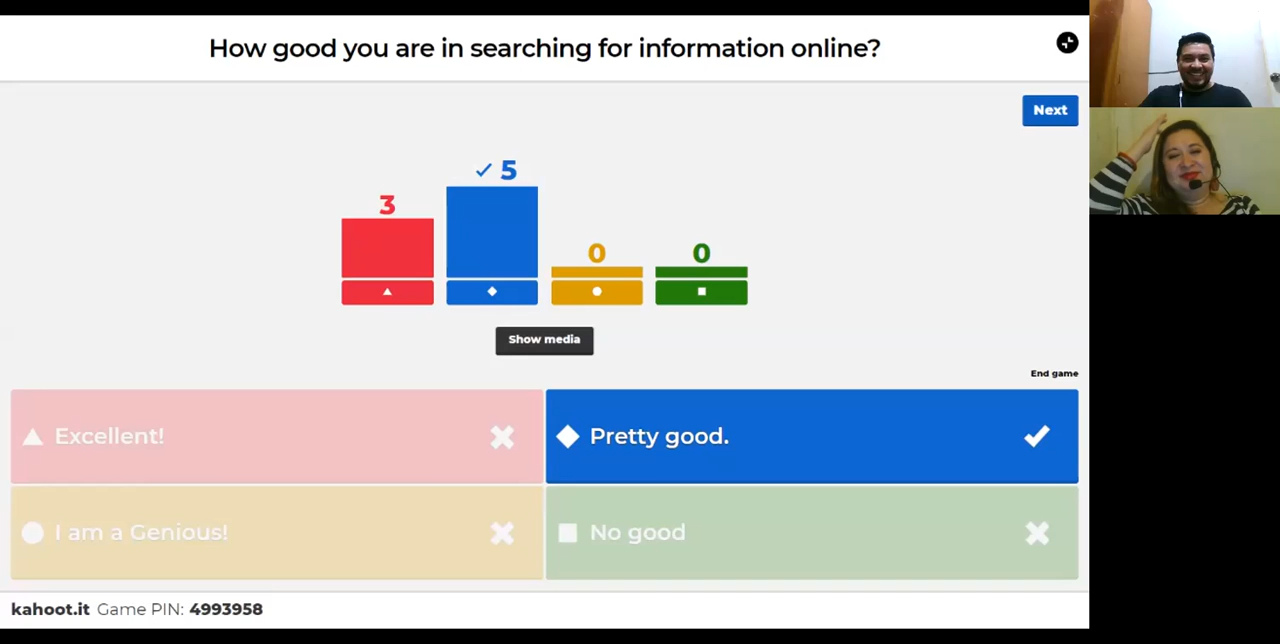 How good you are in searching for information online?
Next
3
5
0
0
Show media
End game
Excellent!
Pretty good.
I am a Genious!
No good
kahoot.it Game PIN: 4993958